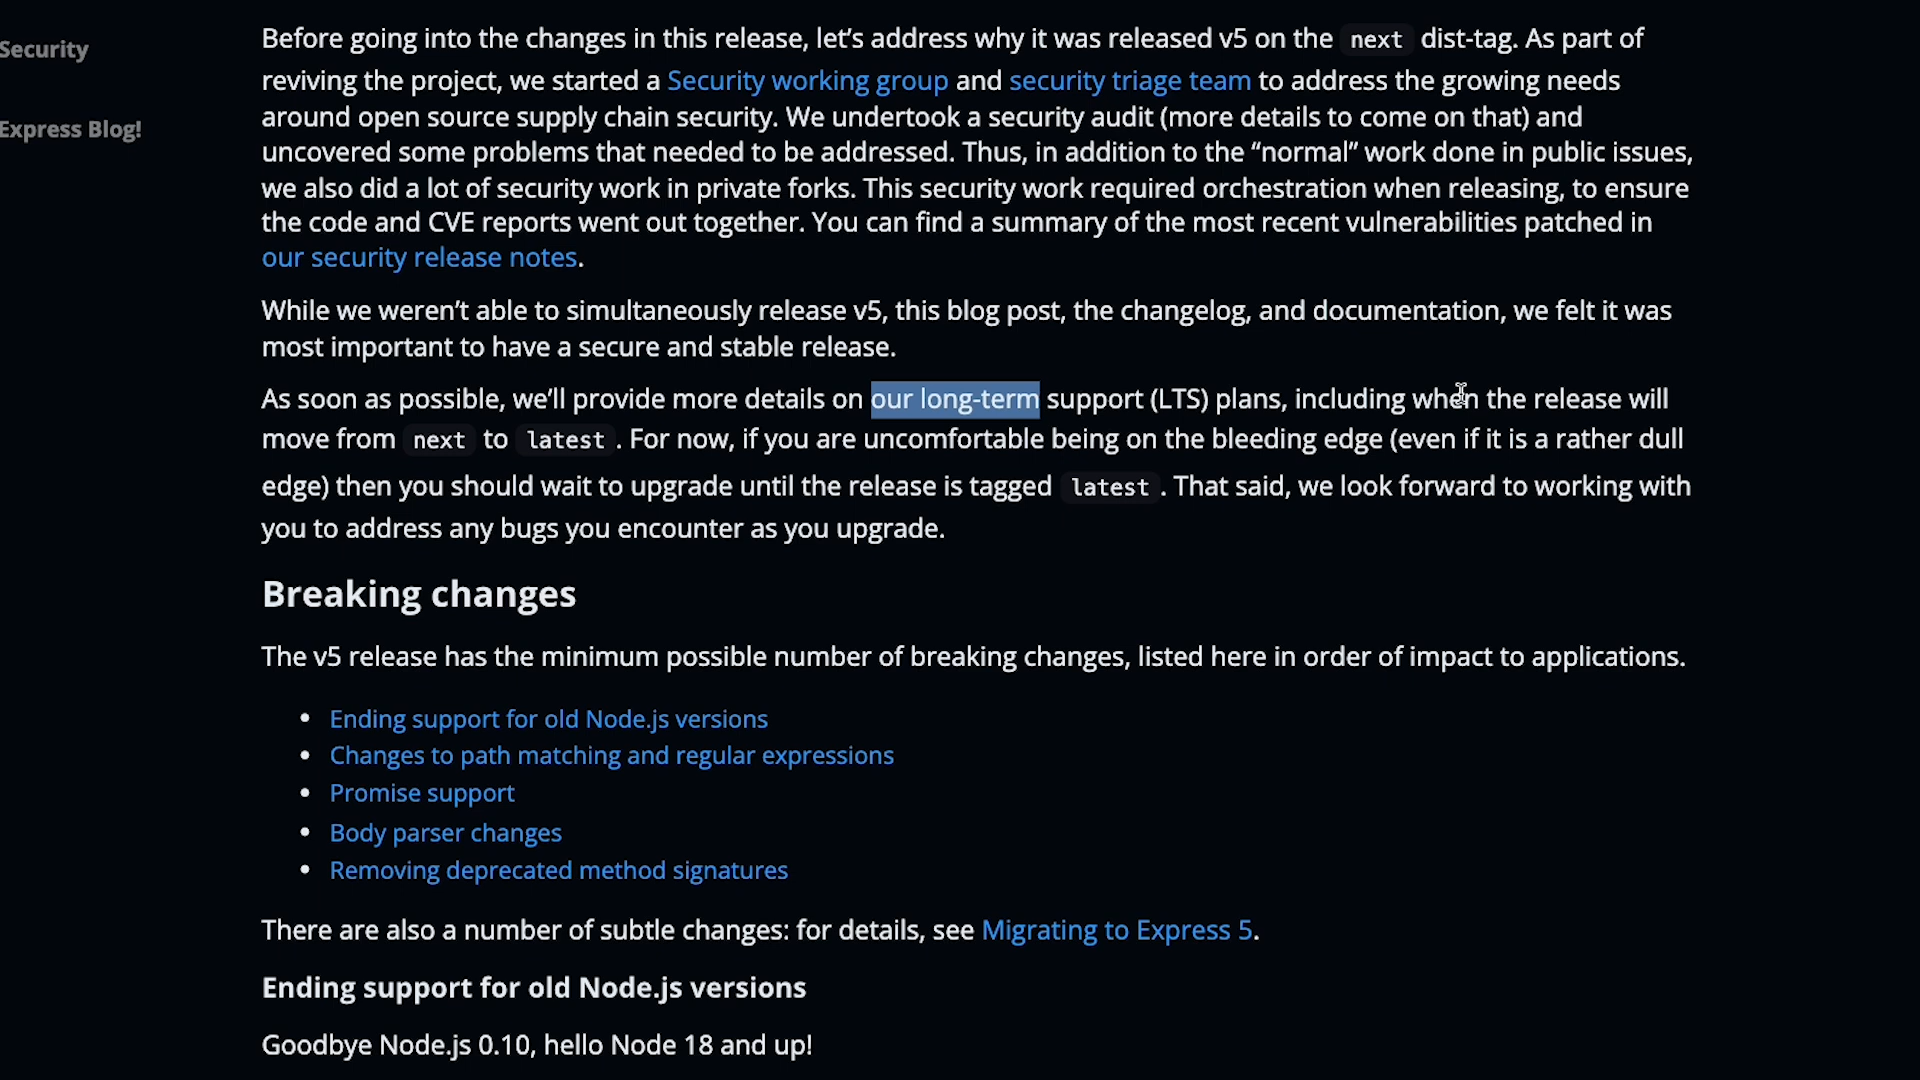 Security
Express Blog!
Before going into the changes in this release, let’s address why it was released v5 on the next dist-tag. As part of
reviving the project, we started a Security working group and security triage team to address the growing needs
around open source supply chain security. We undertook a security audit (more details to come on that) and
uncovered some problems that needed to be addressed. Thus, in addition to the “normal” work done in public issues,
we also did a lot of security work in private forks. This security work required orchestration when releasing, to ensure
the code and CVE reports went out together. You can find a summary of the most recent vulnerabilities patched in
our security release notes.
While we weren’t able to simultaneously release v5, this blog post, the changelog, and documentation, we felt it was
most important to have a secure and stable release.
As soon as possible, we’ll provide more details on our long-term support (LTS) plans, including when the release will
move from next to latest. For now, if you are uncomfortable being on the bleeding edge (even if it is a rather dull
edge) then you should wait to upgrade until the release is tagged latest. That said, we look forward to working with
you to address any bugs you encounter as you upgrade.
Breaking changes
The v5 release has the minimum possible number of breaking changes, listed here in order of impact to applications.
• Ending support for old Node.js versions
• Changes to path matching and regular expressions
• Promise support
• Body parser changes
• Removing deprecated method signatures
There are also a number of subtle changes: for details, see Migrating to Express 5.
Ending support for old Node.js versions
Goodbye Node.js 0.10, hello Node 18 and up!